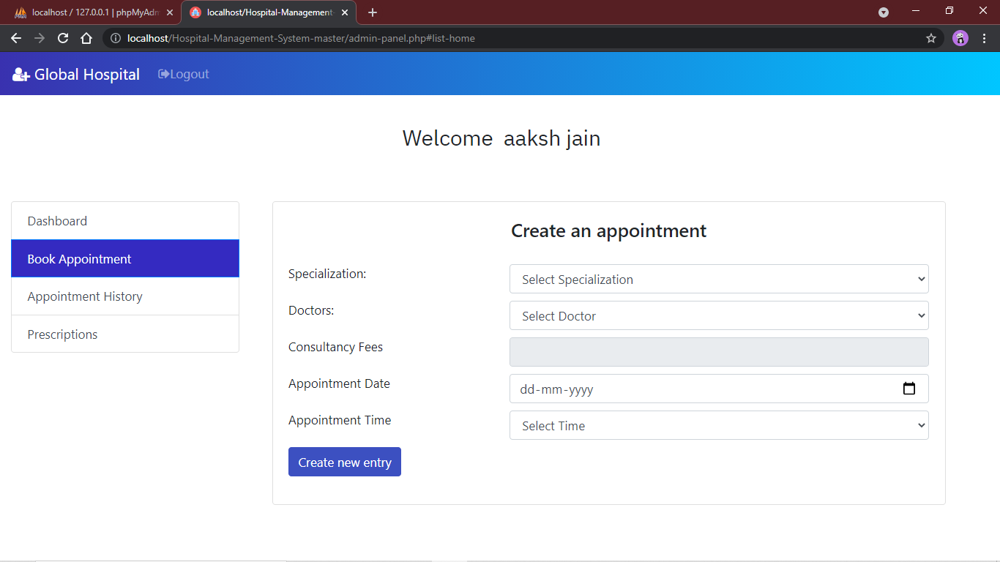 localhost / 127.0.0.1 | phpMyAdm
localhost/Hospital-Management-
localhost/Hospital-Management-System-master/admin-panel.php#list-home
Global Hospital Logout
Welcome aaksh jain
Dashboard
Book Appointment
Appointment History
Prescriptions
Create an appointment
Specialization: Select Specialization
Doctors: Select Doctor
Consultancy Fees
Appointment Date dd-mm-yyyy
Appointment Time Select Time
Create new entry